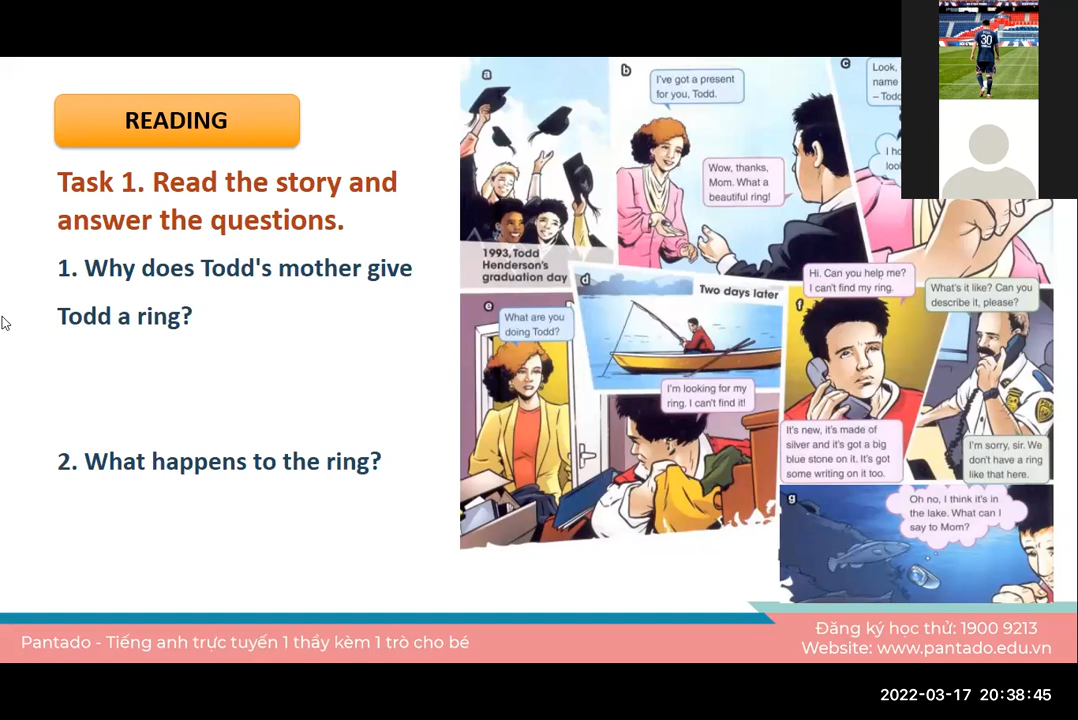 READING
Task 1. Read the story and
answer the questions.
1. Why does Todd's mother give
Todd a ring?
2. What happens to the ring?
a
1993, Todd
Henderson's
graduation day
b
I've got a present
for you, Todd.
Wow, thanks,
Mom. What a
beautiful ring!
c
Look,
name
– Todd
I
d
Two days later
e
What are you
doing Todd?
I'm looking for my
ring. I can't find it!
f
Hi. Can you help me?
I can't find my ring.
What's it like? Can you
describe it, please?
It's new, it's made of
silver and it's got a big
blue stone on it. It's got
some writing on it too.
I'm sorry, sir. We
don't have a ring
like that here.
g
Oh no, I think it's in
the lake. What can I
say to Mom?
30
Pantado - Tiếng anh trực tuyến 1 thầy kèm 1 trò cho bé
Đăng ký học thử: 1900 9213
Website: www.pantado.edu.vn
2022-03-17 20:38:45